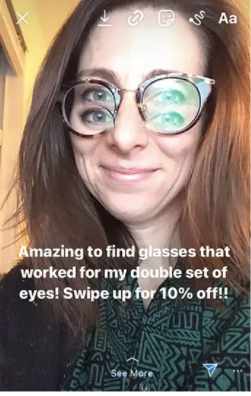 Aa
Amazing to find glasses that
worked for my double set of
eyes! Swipe up for 10% off!!
See More